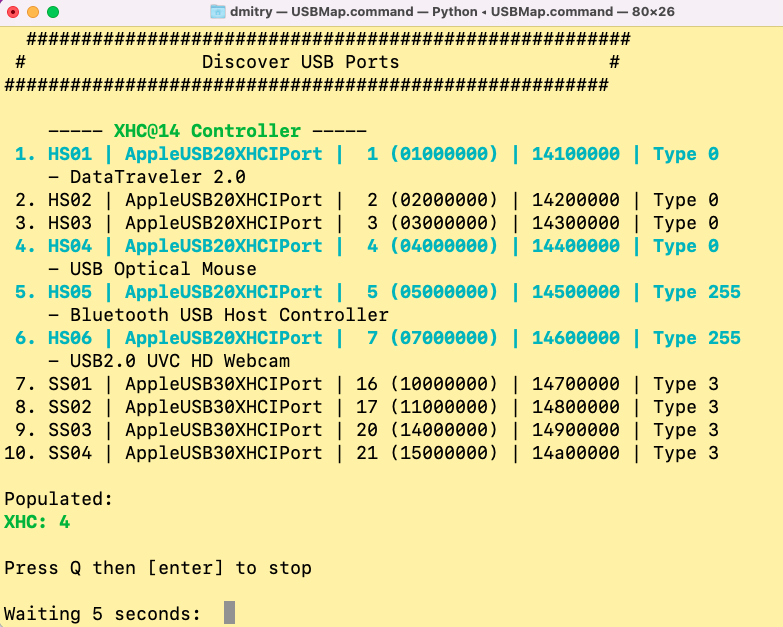 dmitry — USBMap.command — Python ◂ USBMap.command — 80×26
#######################################################
# Discover USB Ports #
#######################################################
----- XHC@14 Controller -----
1. HS01 | AppleUSB20XHCIPort | 1 (01000000) | 14100000 | Type 0
- DataTraveler 2.0
2. HS02 | AppleUSB20XHCIPort | 2 (02000000) | 14200000 | Type 0
3. HS03 | AppleUSB20XHCIPort | 3 (03000000) | 14300000 | Type 0
4. HS04 | AppleUSB20XHCIPort | 4 (04000000) | 14400000 | Type 0
- USB Optical Mouse
5. HS05 | AppleUSB20XHCIPort | 5 (05000000) | 14500000 | Type 255
- Bluetooth USB Host Controller
6. HS06 | AppleUSB20XHCIPort | 7 (07000000) | 14600000 | Type 255
- USB2.0 UVC HD Webcam
7. SS01 | AppleUSB30XHCIPort | 16 (10000000) | 14700000 | Type 3
8. SS02 | AppleUSB30XHCIPort | 17 (11000000) | 14800000 | Type 3
9. SS03 | AppleUSB30XHCIPort | 20 (14000000) | 14900000 | Type 3
10. SS04 | AppleUSB30XHCIPort | 21 (15000000) | 14a00000 | Type 3
Populated:
XHC: 4
Press Q then [enter] to stop
Waiting 5 seconds: